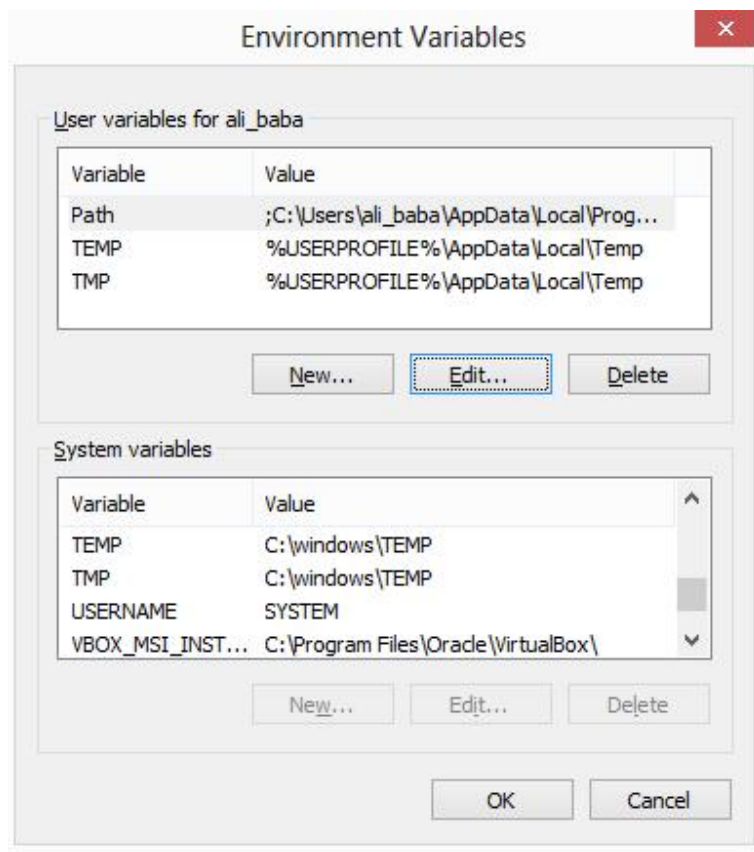 Environment Variables
User variables for ali_baba
Variable Value
Path ;C:\Users\ali_baba\AppData\Local\Prog...
TEMP %USERPROFILE%\AppData\Local\Temp
TMP %USERPROFILE%\AppData\Local\Temp
New... Edit... Delete
System variables
Variable Value
TEMP C:\windows\TEMP
TMP C:\windows\TEMP
USERNAME SYSTEM
VBOX_MSI_INST... C:\Program Files\Oracle\VirtualBox\
New... Edit... Delete
OK Cancel